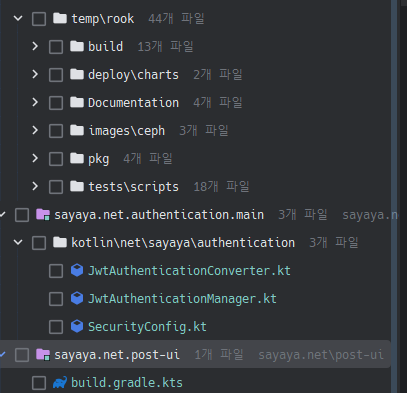 temp\rook 44개 파일
build 13개 파일
deploy\charts 2개 파일
Documentation 4개 파일
images\ceph 3개 파일
pkg 4개 파일
tests\scripts 18개 파일
sayaya.net.authentication.main 3개 파일 sayaya.n
kotlin\net\sayaya\authentication 3개 파일
JwtAuthenticationConverter.kt
JwtAuthenticationManager.kt
SecurityConfig.kt
sayaya.net.post-ui 1개 파일 sayaya.net\post-ui
build.gradle.kts